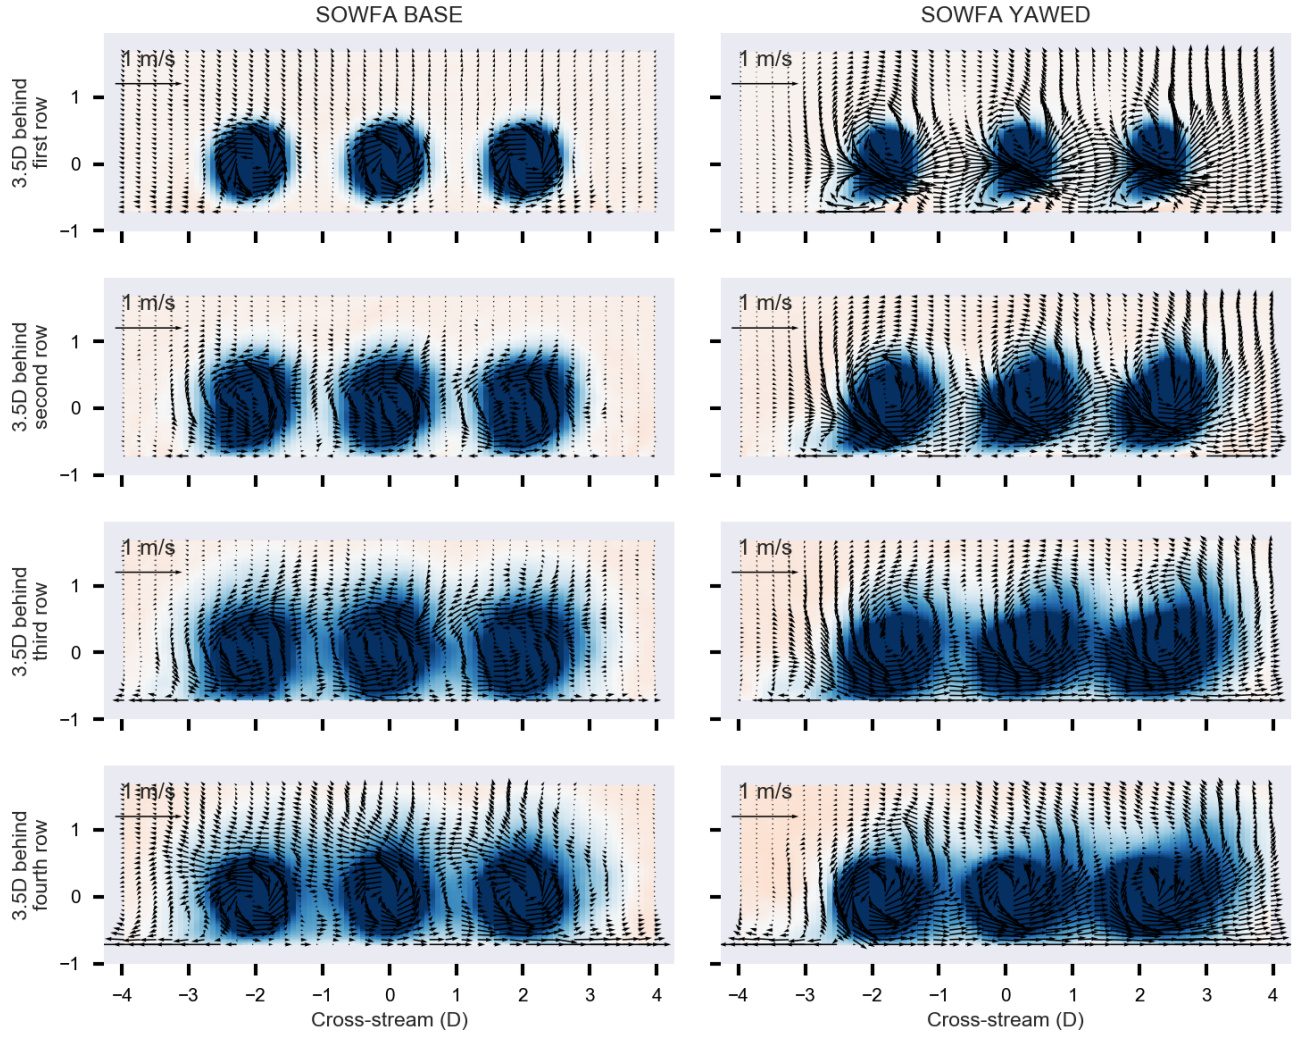 SOWFA BASE
SOWFA YAWED
3.5D behind
first row
1 m/s
1
0
−1
1 m/s
3.5D behind
second row
1 m/s
1
0
−1
1 m/s
3.5D behind
third row
1 m/s
1
0
−1
1 m/s
3.5D behind
fourth row
1 m/s
1
0
−1
1 m/s
−4 −3 −2 −1 0 1 2 3 4
−4 −3 −2 −1 0 1 2 3 4
Cross-stream (D)
Cross-stream (D)